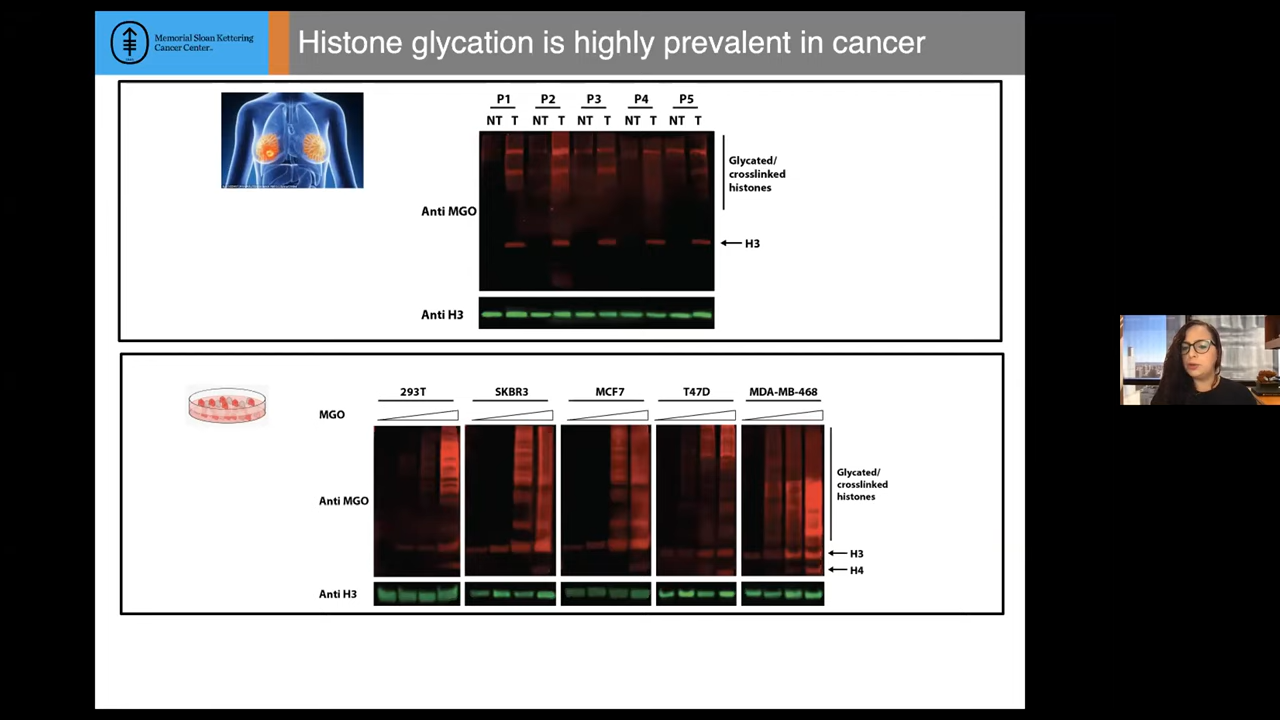 Memorial Sloan Kettering
Cancer Center
Histone glycation is highly prevalent in cancer
P1 P2 P3 P4 P5
NT T NT T NT T NT T NT T
Glycated/
crosslinked
histones
Anti MGO
H3
Anti H3
293T SKBR3 MCF7 T47D MDA-MB-468
MGO
Glycated/
crosslinked
histones
Anti MGO
H3
H4
Anti H3